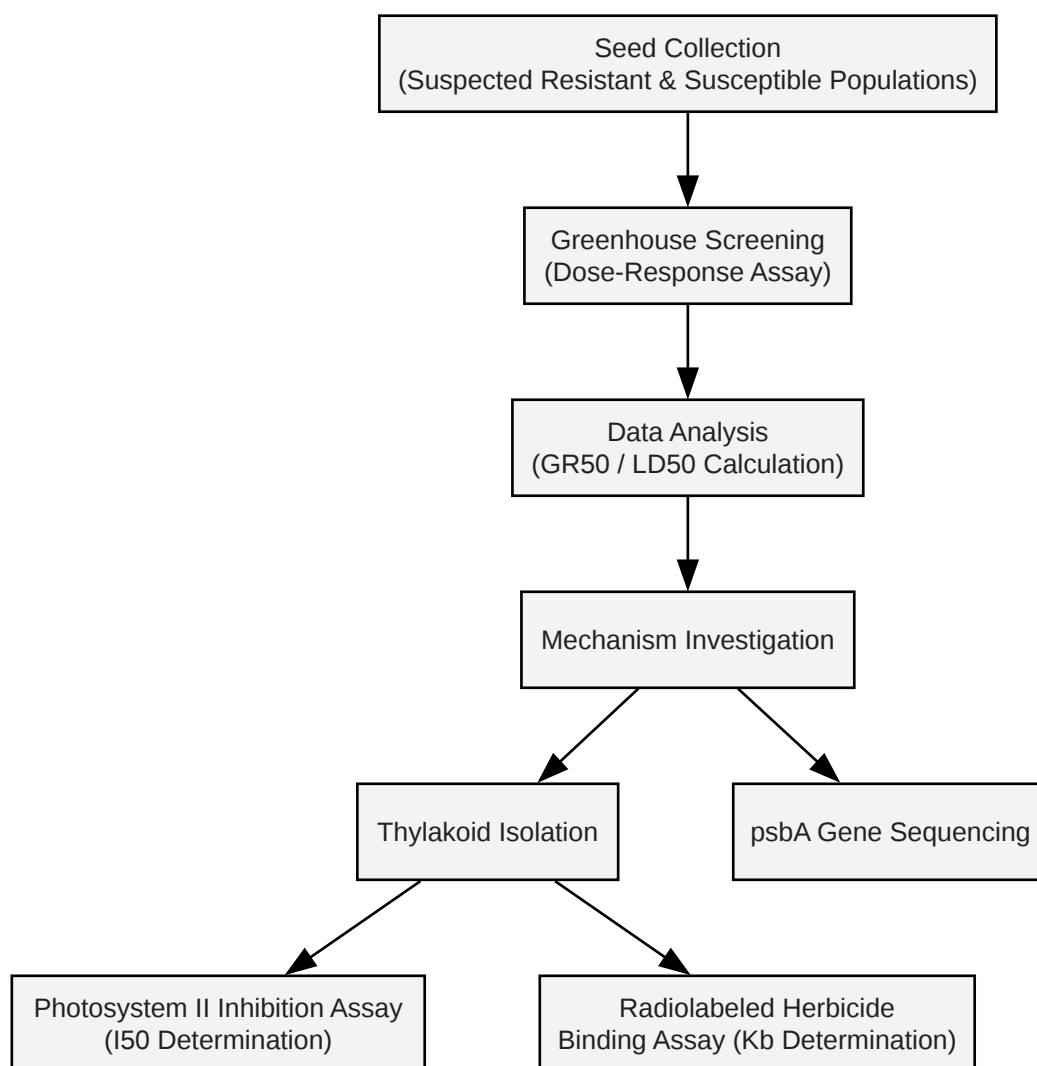 Seed Collection
(Suspected Resistant & Susceptible Populations)
Greenhouse Screening
(Dose-Response Assay)
Data Analysis
(GR50 / LD50 Calculation)
Mechanism Investigation
Thylakoid Isolation
psbA Gene Sequencing
Photosystem II Inhibition Assay
(I50 Determination)
Radiolabeled Herbicide
Binding Assay (Kb Determination)